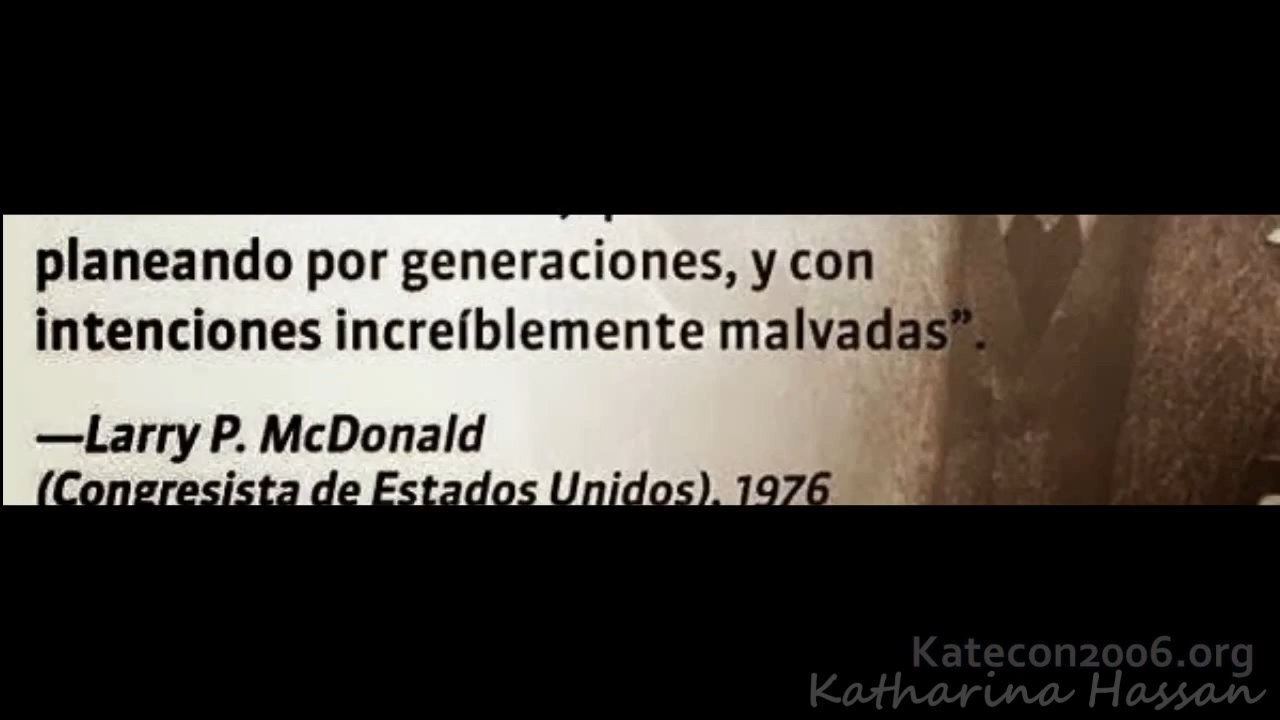 planeando por generaciones, y con
intenciones increíblemente malvadas”.
—Larry P. McDonald
(Congresista de Estados Unidos), 1976
Katecon2006.org
Katharina Hassan